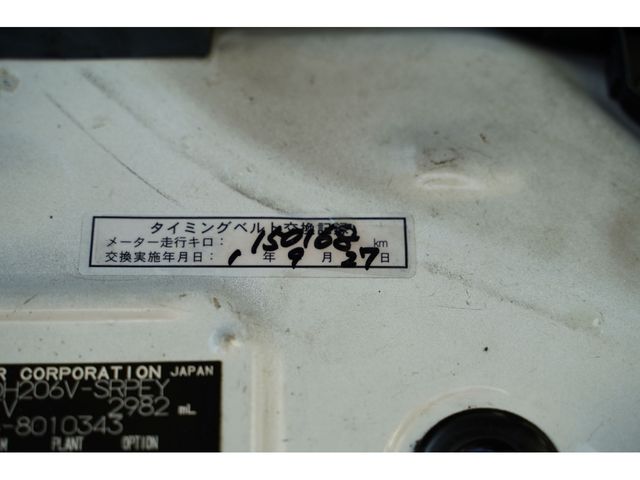 タイミングベルト交換記録
メーター走行キロ： 150168 km
交換実施年月日： 1 年 9 月 27 日
R CORPORATION JAPAN
H206V-SRPEY
V 2982 mL
-8010343
PLANT OPTION